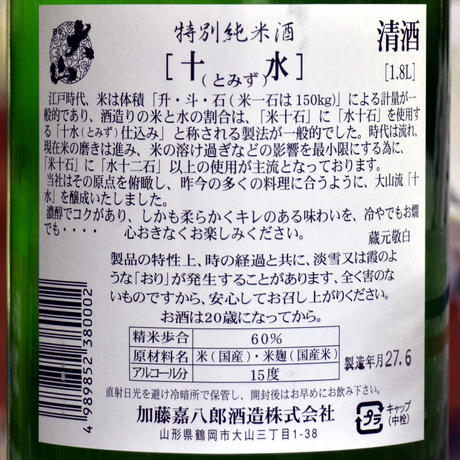 大山
特別純米酒
清酒
[十水]
(とみず)
[1.8L]
江戸時代、米は体積「升・斗・石(米一石は150kg)」による計量が一
般的であり、酒造りの米と水の割合は、「米十石」に「水十石」を使用す
る「十水(とみず)仕込み」と称される製法が一般的でした。時代は流れ、
現在米の磨きは進み、米の溶け過ぎなどの影響を最小限にする為に、
「米十石」に「水十二石」以上の使用が主流となっております。
当社はその原点を俯瞰し、昨今の多くの料理に合うように、大山流「十
水」を醸成いたしました。
濃醇でコクがあり、しかも柔らかくキレのある味わいを、冷やでもお燗
でも・・・・ 心おきなくお楽しみください。
蔵元敬白
製品の特性上、時の経過と共に、淡雪又は霞のよ
うな「おり」が発生することがあります、全く害のな
いものですから、安心してお召し上がりください。
お酒は20歳になってから。
精米歩合 60%
原材料名 米(国産)・米麹(国産米)
アルコール分 15度
製造年月27.6
直射日光を避け冷暗所で保管し、開封後はお早めにお飲み下さい。
加藤嘉八郎酒造株式会社
山形県鶴岡市大山三丁目1-38
プラ
キャップ
(中栓)
4989852380002